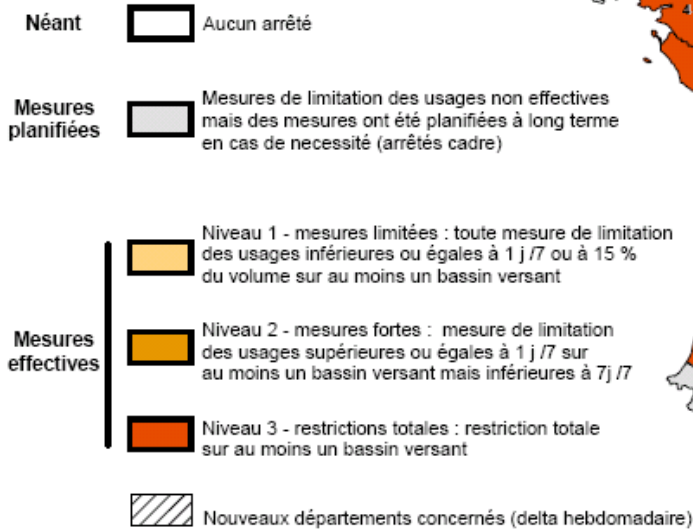 Néant
Aucun arrêté
Mesures
planifiées
Mesures de limitation des usages non effectives
mais des mesures ont été planifiées à long terme
en cas de necessité (arrêtés cadre)
Mesures
effectives
Niveau 1 - mesures limitées : toute mesure de limitation
des usages inférieures ou égales à 1 j /7 ou à 15 %
du volume sur au moins un bassin versant
Niveau 2 - mesures fortes : mesure de limitation
des usages supérieures ou égales à 1 j /7 sur
au moins un bassin versant mais inférieures à 7j /7
Niveau 3 - restrictions totales : restriction totale
sur au moins un bassin versant
Nouveaux départements concernés (delta hebdomadaire)